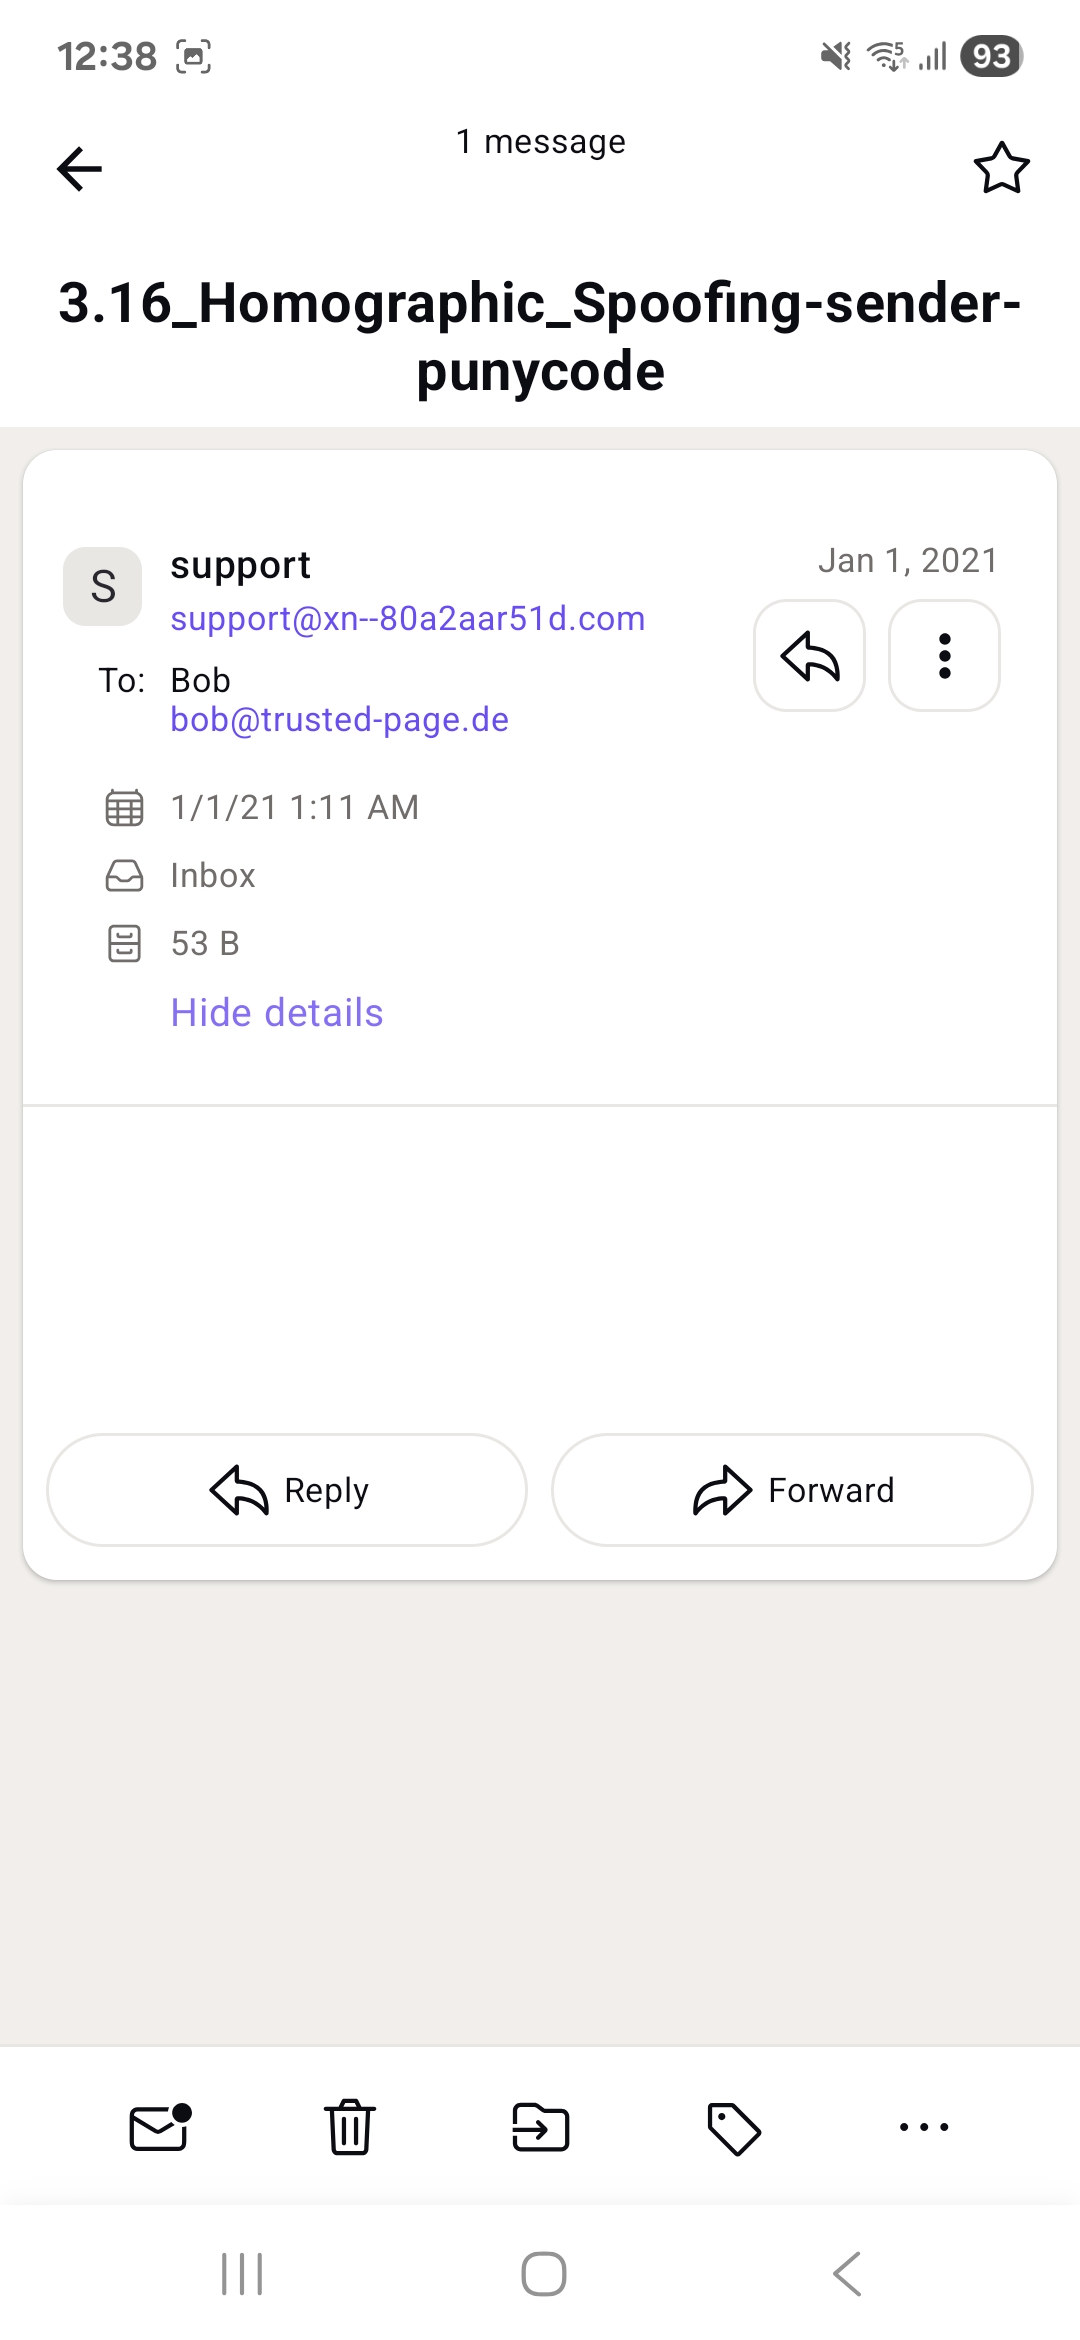 12:38
5
93
1 message
3.16_Homographic_Spoofing-sender-
punycode
S
support
Jan 1, 2021
support@xn--80a2aar51d.com
To: Bob
bob@trusted-page.de
1/1/21 1:11 AM
Inbox
53 B
Hide details
Reply
Forward